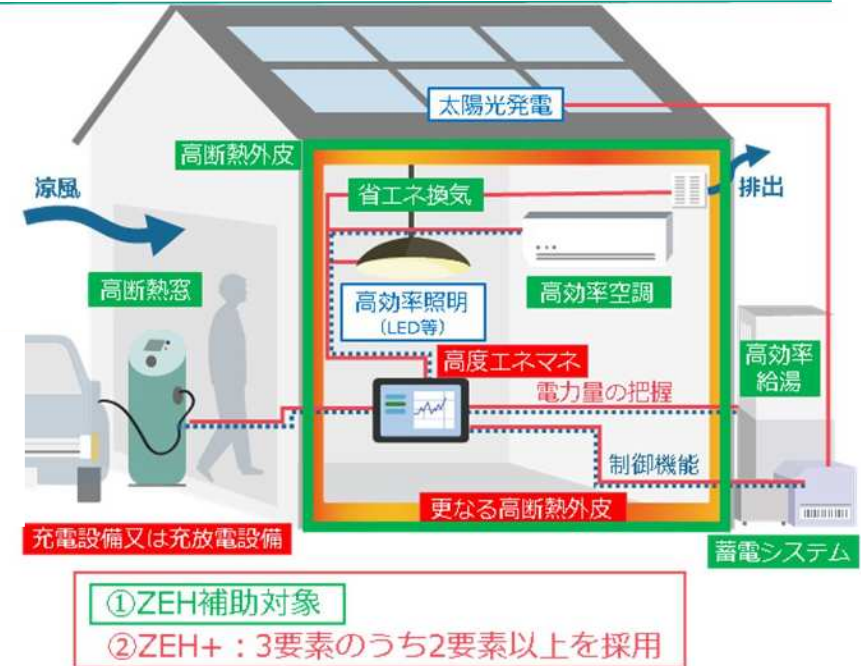 太陽光発電
高断熱外皮
涼風
省エネ換気
排出
高断熱窓
高効率照明
(LED等)
高効率空調
高度エネマネ
高効率
給湯
電力量の把握
制御機能
更なる高断熱外皮
充電設備又は充放電設備
蓄電システム
①ZEH補助対象
②ZEH+：3要素のうち2要素以上を採用